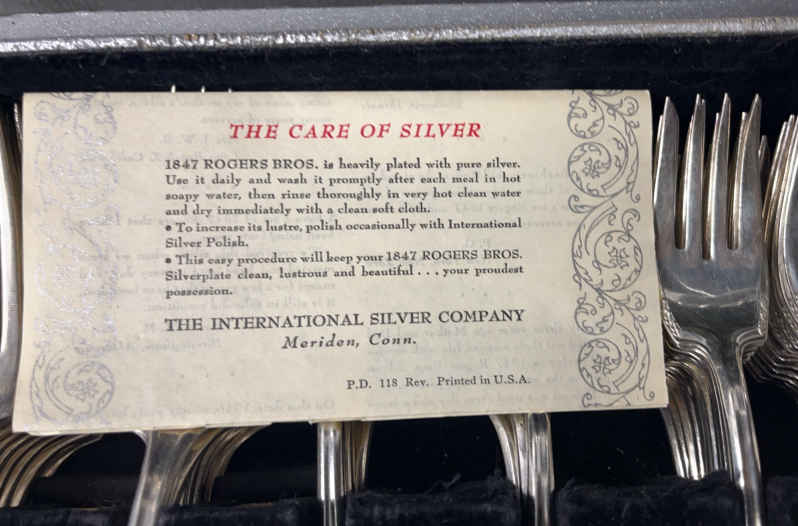 THE CARE OF SILVER
1847 ROGERS BROS. is heavily plated with pure silver.
Use it daily and wash it promptly after each meal in hot
soapy water, then rinse thoroughly in very hot clean water
and dry immediately with a clean soft cloth.
• To increase its lustre, polish occasionally with International
Silver Polish.
• This easy procedure will keep your 1847 ROGERS BROS.
Silverplate clean, lustrous and beautiful . . . your proudest
possession.
THE INTERNATIONAL SILVER COMPANY
Meriden, Conn.
P.D. 118 Rev. Printed in U.S.A.